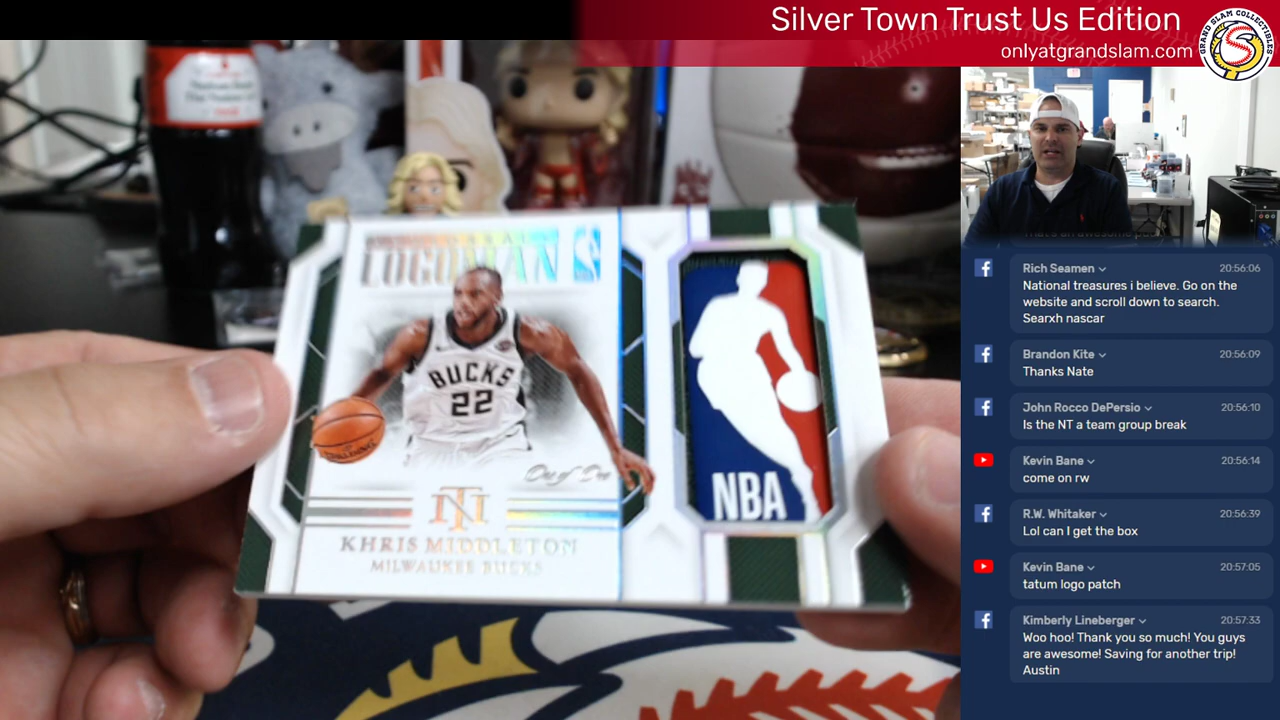 Silver Town Trust Us Edition
onlyatgrandslam.com
GRAND SLAM COLLECTIBLES
LOGOMAN
BUCKS
22
One of One
NT
KHRIS MIDDLETON
MILWAUKEE BUCKS
NBA
Rich Seamen
20:56:06
National treasures i believe. Go on the
website and scroll down to search.
Searxh nascar
Brandon Kite
20:56:09
Thanks Nate
John Rocco DePersio
20:56:10
Is the NT a team group break
Kevin Bane
20:56:14
come on rw
R.W. Whitaker
20:56:39
Lol can I get the box
Kevin Bane
20:57:05
tatum logo patch
Kimberly Lineberger
20:57:33
Woo hoo! Thank you so much! You guys
are awesome! Saving for another trip!
Austin